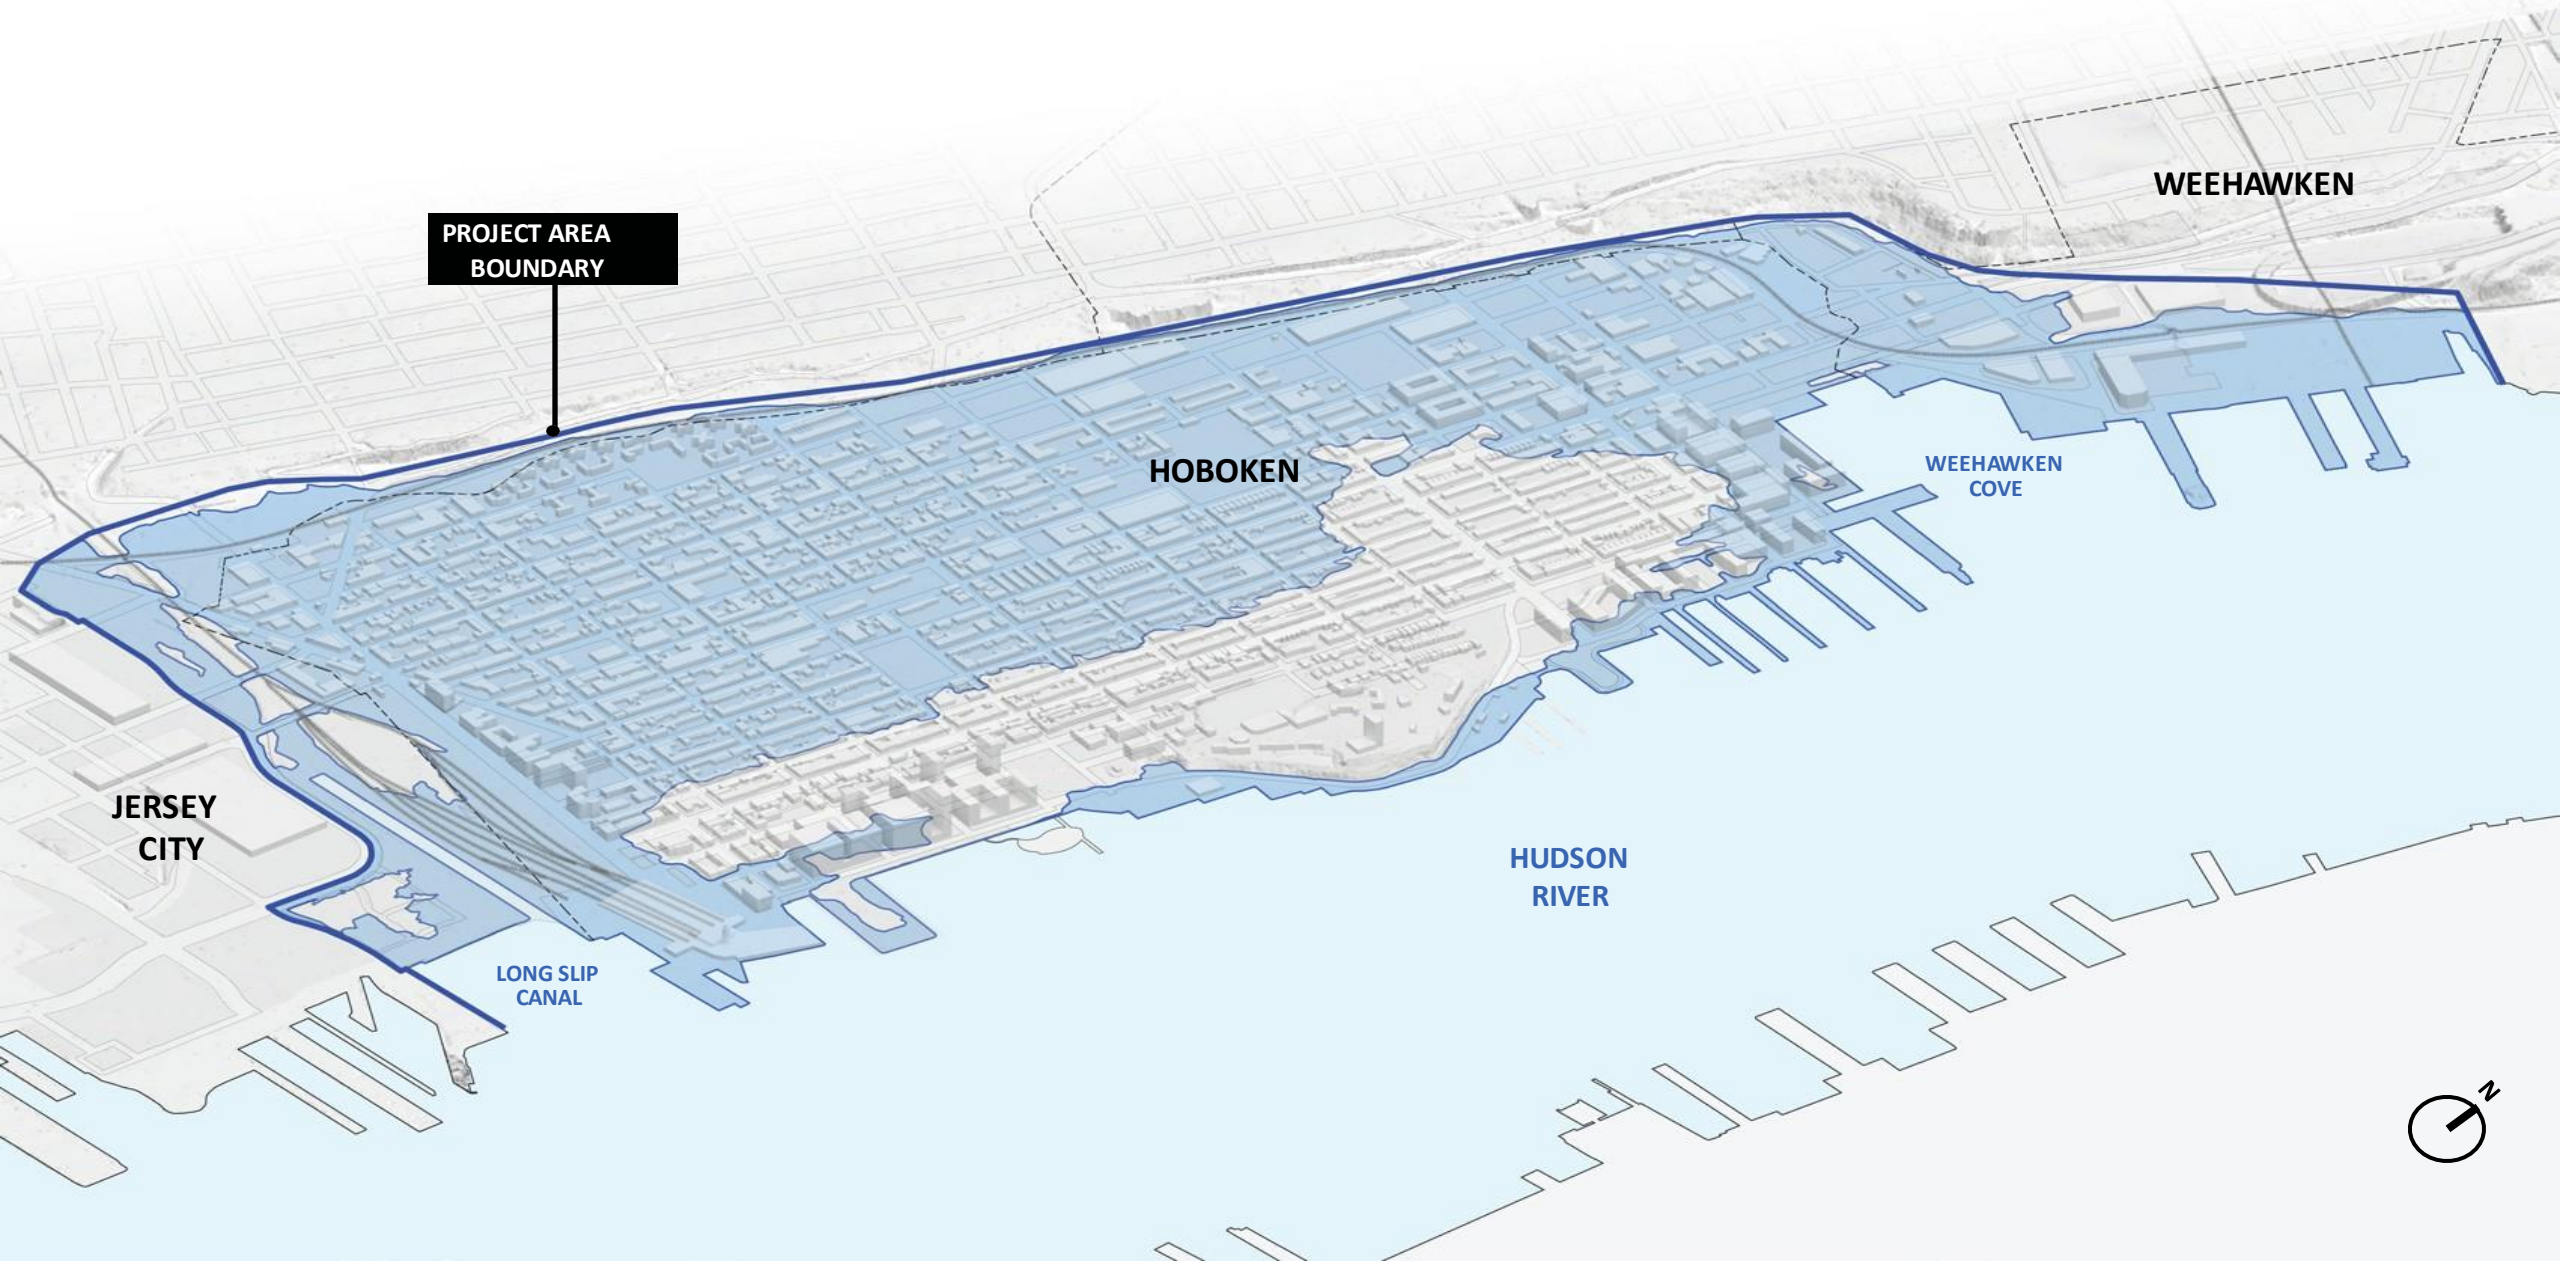 WEEHAWKEN
PROJECT AREA
BOUNDARY
HOBOKEN
WEEHAWKEN
COVE
JERSEY
CITY
HUDSON
RIVER
LONG SLIP
CANAL
N